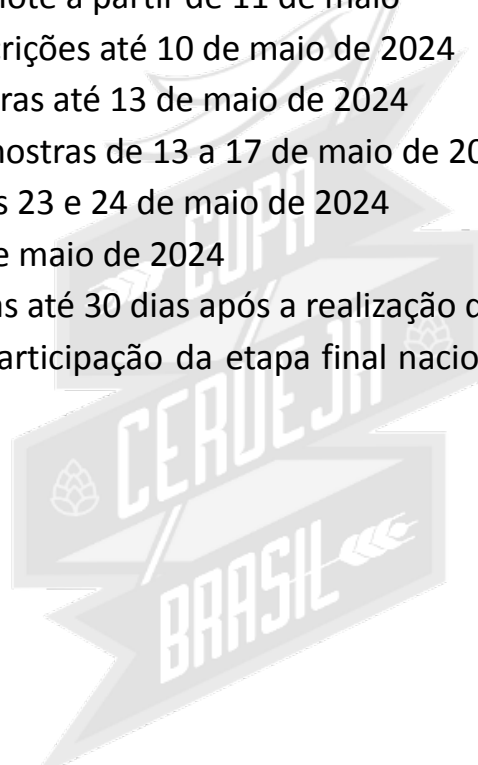 a partir de 11 de maio
até 10 de maio de 2024
até 13 de maio de 2024
de 13 a 17 de maio de
23 e 24 de maio de 2024
maio de 2024
até 30 dias após a realização
participação da etapa final
CUPA
CERVEJA
BRASIL